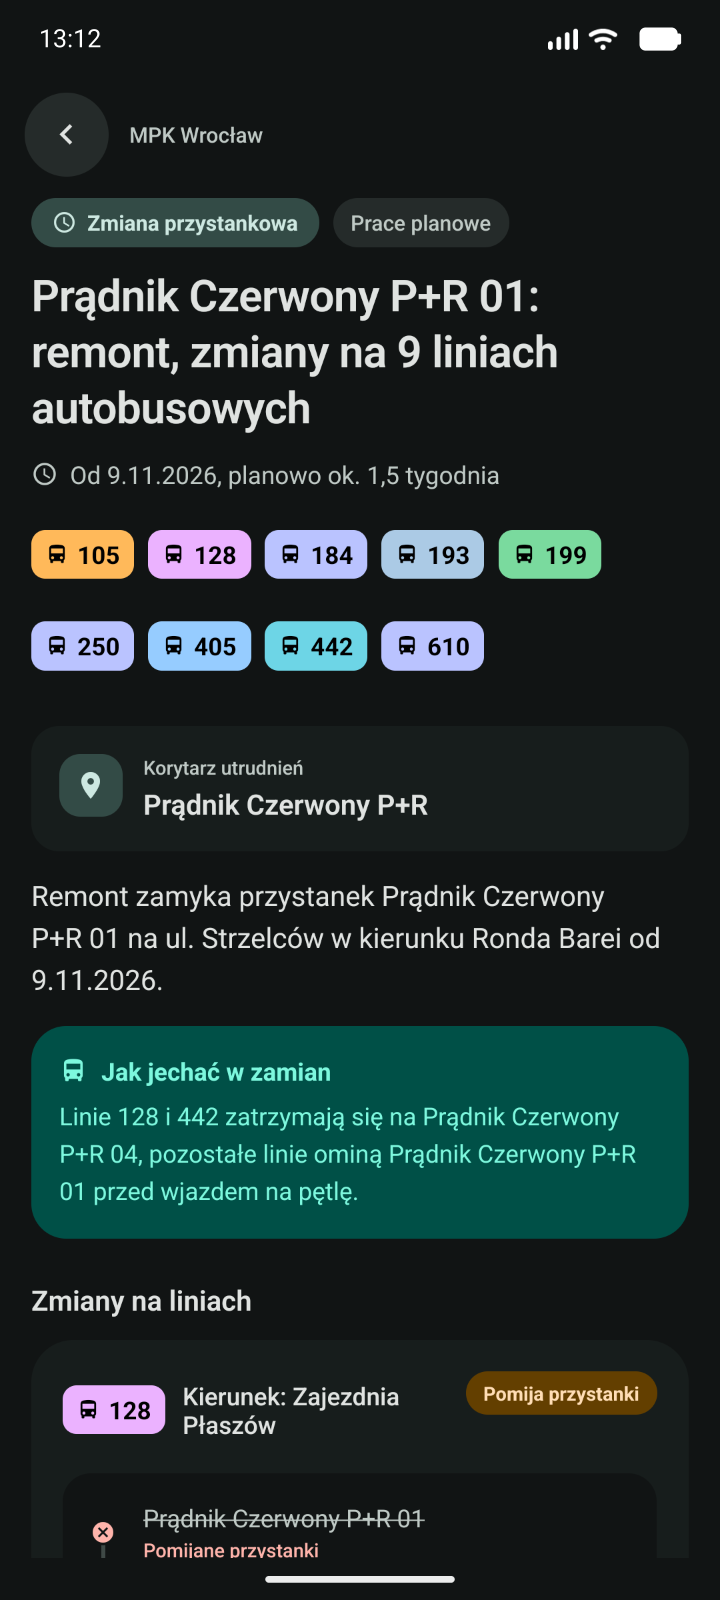 13:12
MPK Wrocław
Zmiana przystankowa
Prace planowe
Prądnik Czerwony P+R 01:
remont, zmiany na 9 liniach
autobusowych
Od 9.11.2026, planowo ok. 1,5 tygodnia
105 128 184 193 199
250 405 442 610
Korytarz utrudnień
Prądnik Czerwony P+R
Remont zamyka przystanek Prądnik Czerwony
P+R 01 na ul. Strzelców w kierunku Ronda Barei od
9.11.2026.
Jak jechać w zamian
Linie 128 i 442 zatrzymają się na Prądnik Czerwony
P+R 04, pozostałe linie ominą Prądnik Czerwony P+R
01 przed wjazdem na pętlę.
Zmiany na liniach
128
Kierunek: Zajezdnia
Płaszów
Pomija przystanki
Prądnik Czerwony P+R 01
Pomijane przystanki